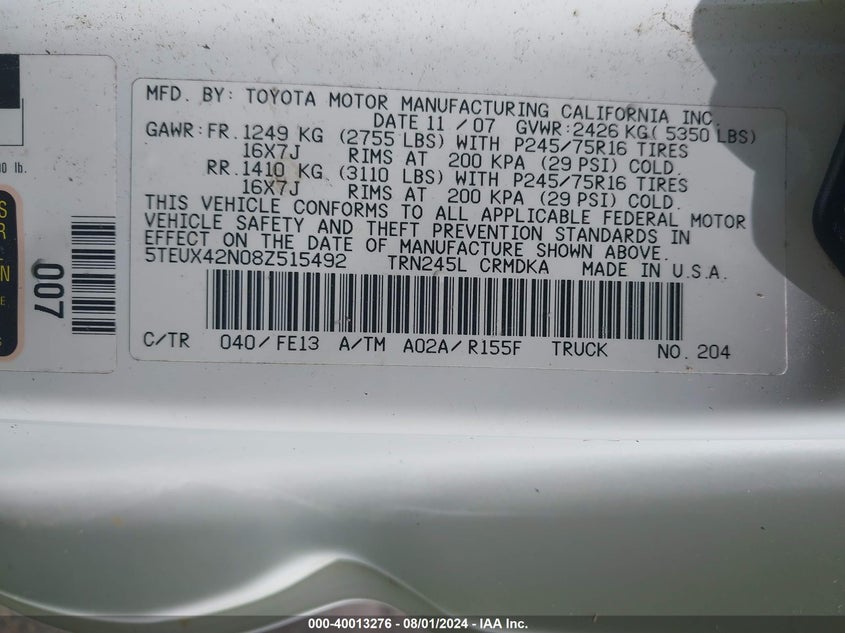 MFD. BY: TOYOTA MOTOR MANUFACTURING CALIFORNIA INC.
DATE 11 / 07 GVWR: 2426 KG( 5350 LBS)
GAWR: FR. 1249 KG (2755 LBS) WITH P245/75R16 TIRES
16X7J RIMS AT 200 KPA (29 PSI) COLD.
RR. 1410 KG (3110 LBS) WITH P245/75R16 TIRES
16X7J RIMS AT 200 KPA (29 PSI) COLD.
THIS VEHICLE CONFORMS TO ALL APPLICABLE FEDERAL MOTOR
VEHICLE SAFETY AND THEFT PREVENTION STANDARDS IN
EFFECT ON THE DATE OF MANUFACTURE SHOWN ABOVE.
5TEUX42N08Z515492 TRN245L CRMDKA MADE IN U.S.A.
C/TR 040/ FE13 A/TM A02A/ R155F TRUCK NO. 204
lb.
007
000-40013276 - 08/01/2024 - IAA Inc.